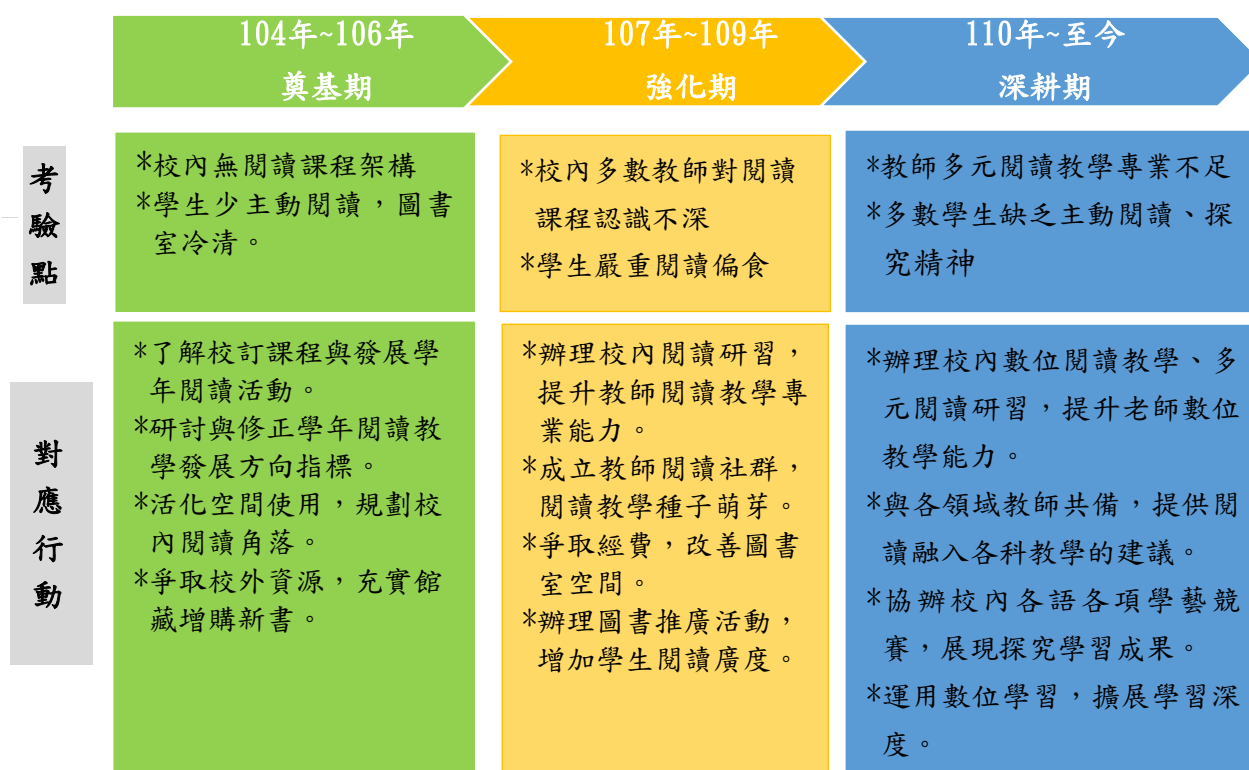 104年~106年
奠基期
107年~109年
強化期
110年~至今
深耕期
考驗點
*校內無閱讀課程架構
*學生少主動閱讀，圖書
室冷清。
*校內多數教師對閱讀
課程認識不深
*學生嚴重閱讀偏食
*教師多元閱讀教學專業不足
*多數學生缺乏主動閱讀、探
究精神
對應行動
*了解校訂課程與發展學
年閱讀活動。
*研討與修正學年閱讀教
學發展方向指標。
*活化空間使用，規劃校
內閱讀角落。
*爭取校外資源，充實館
藏增購新書。
*辦理校內閱讀研習，
提升教師閱讀教學專
業能力。
*成立教師閱讀社群，
閱讀教學種子萌芽。
*爭取經費，改善圖書
室空間。
*辦理圖書推廣活動，
增加學生閱讀廣度。
*辦理校內數位閱讀教學、多
元閱讀研習，提升老師數位
教學能力。
*與各領域教師共備，提供閱
讀融入各科教學的建議。
*協辦校內各語各項學藝競
賽，展現探究學習成果。
*運用數位學習，擴展學習深
度。